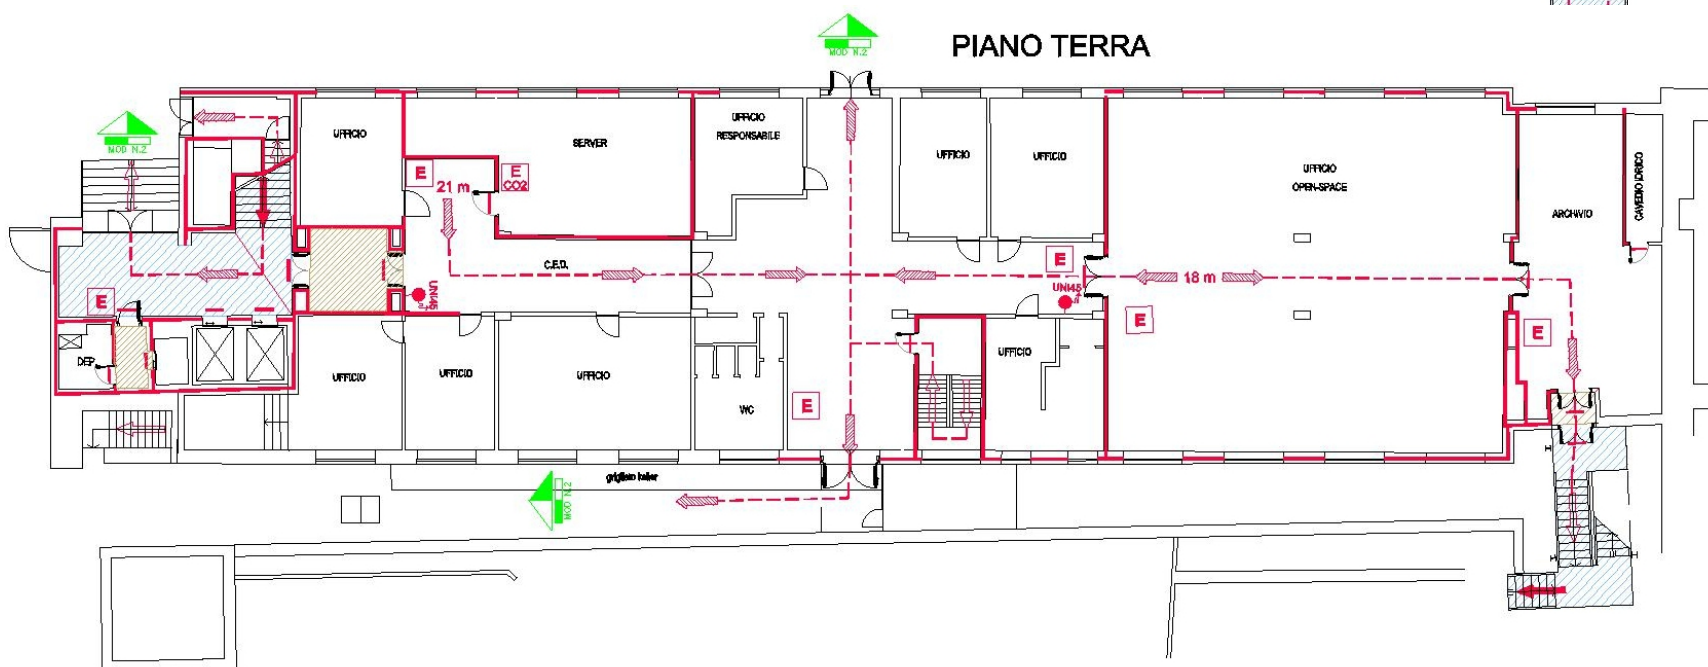 PIANO TERRA
MOD N.2
MOD N.2
UFFICIO
SERVER
UFFICIO
RESPONSABILE
UFFICIO
UFFICIO
UFFICIO
OPEN-SPACE
ARCHIVIO
CAVEDIO IDRICO
E
21 m
E
CO2
C.E.D.
E
UNI45
UNI45
18 m
E
E
E
DEP.
UFFICIO
UFFICIO
UFFICIO
WC
E
UFFICIO
grigliato keller
MOD N.2